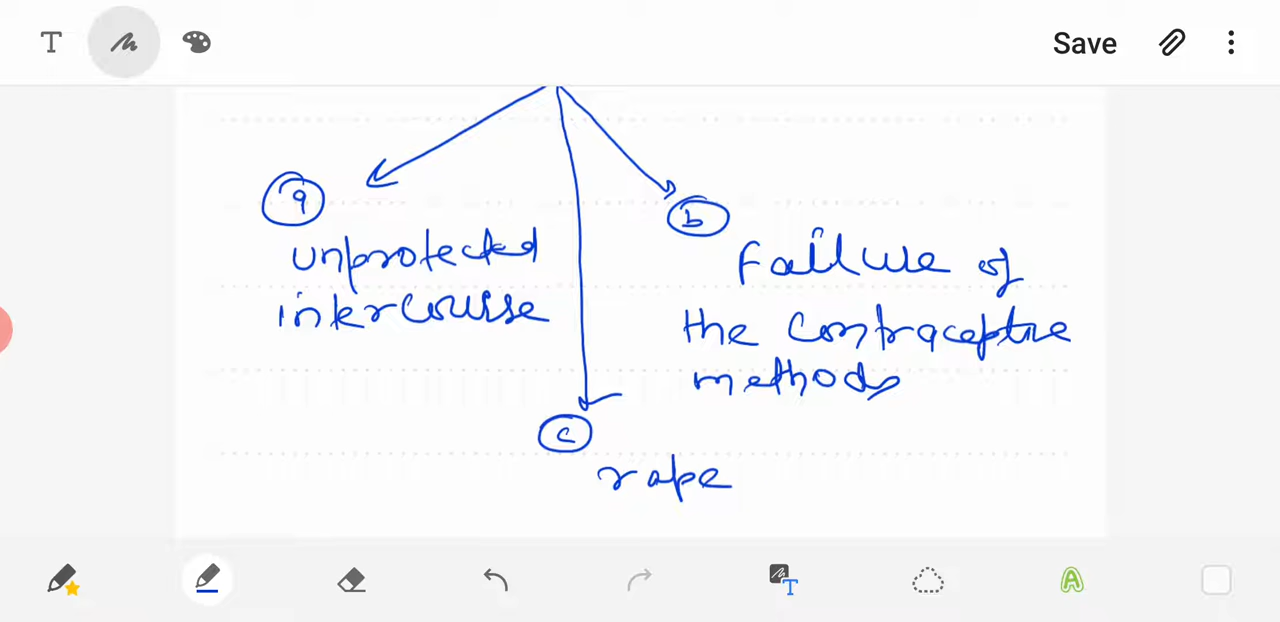 T
Save
a
unprotected
intercourse
b
failure of
the contraceptive
methods
c
rape
T
A